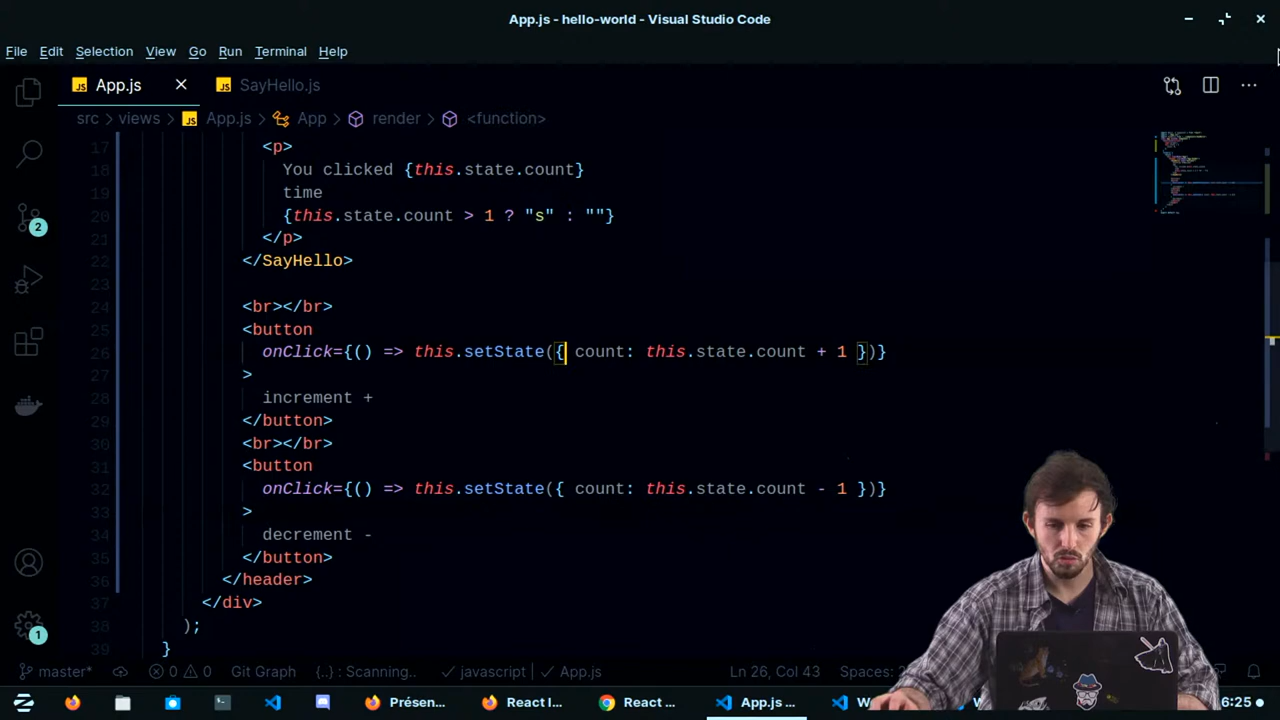 App.js - hello-world - Visual Studio Code
File Edit Selection View Go Run Terminal Help
JS App.js JS SayHello.js
src views JS App.js App render <function>
17 <p>
18 You clicked {this.state.count}
19 time
20 {this.state.count > 1 ? "s" : ""}
21 </p>
22 </SayHello>
23
24 <br></br>
25 <button
26 onClick={() => this.setState({ count: this.state.count + 1 })}
27 >
28 increment +
29 </button>
30 <br></br>
31 <button
32 onClick={() => this.setState({ count: this.state.count - 1 })}
33 >
34 decrement -
35 </button>
36 </header>
37 </div>
38 );
39 }
2
1
master* 0 0 Git Graph {..} : Scanning.. javascript App.js Ln 26, Col 43 Spaces:
Présen... React I... React ... App.js ... 6:25